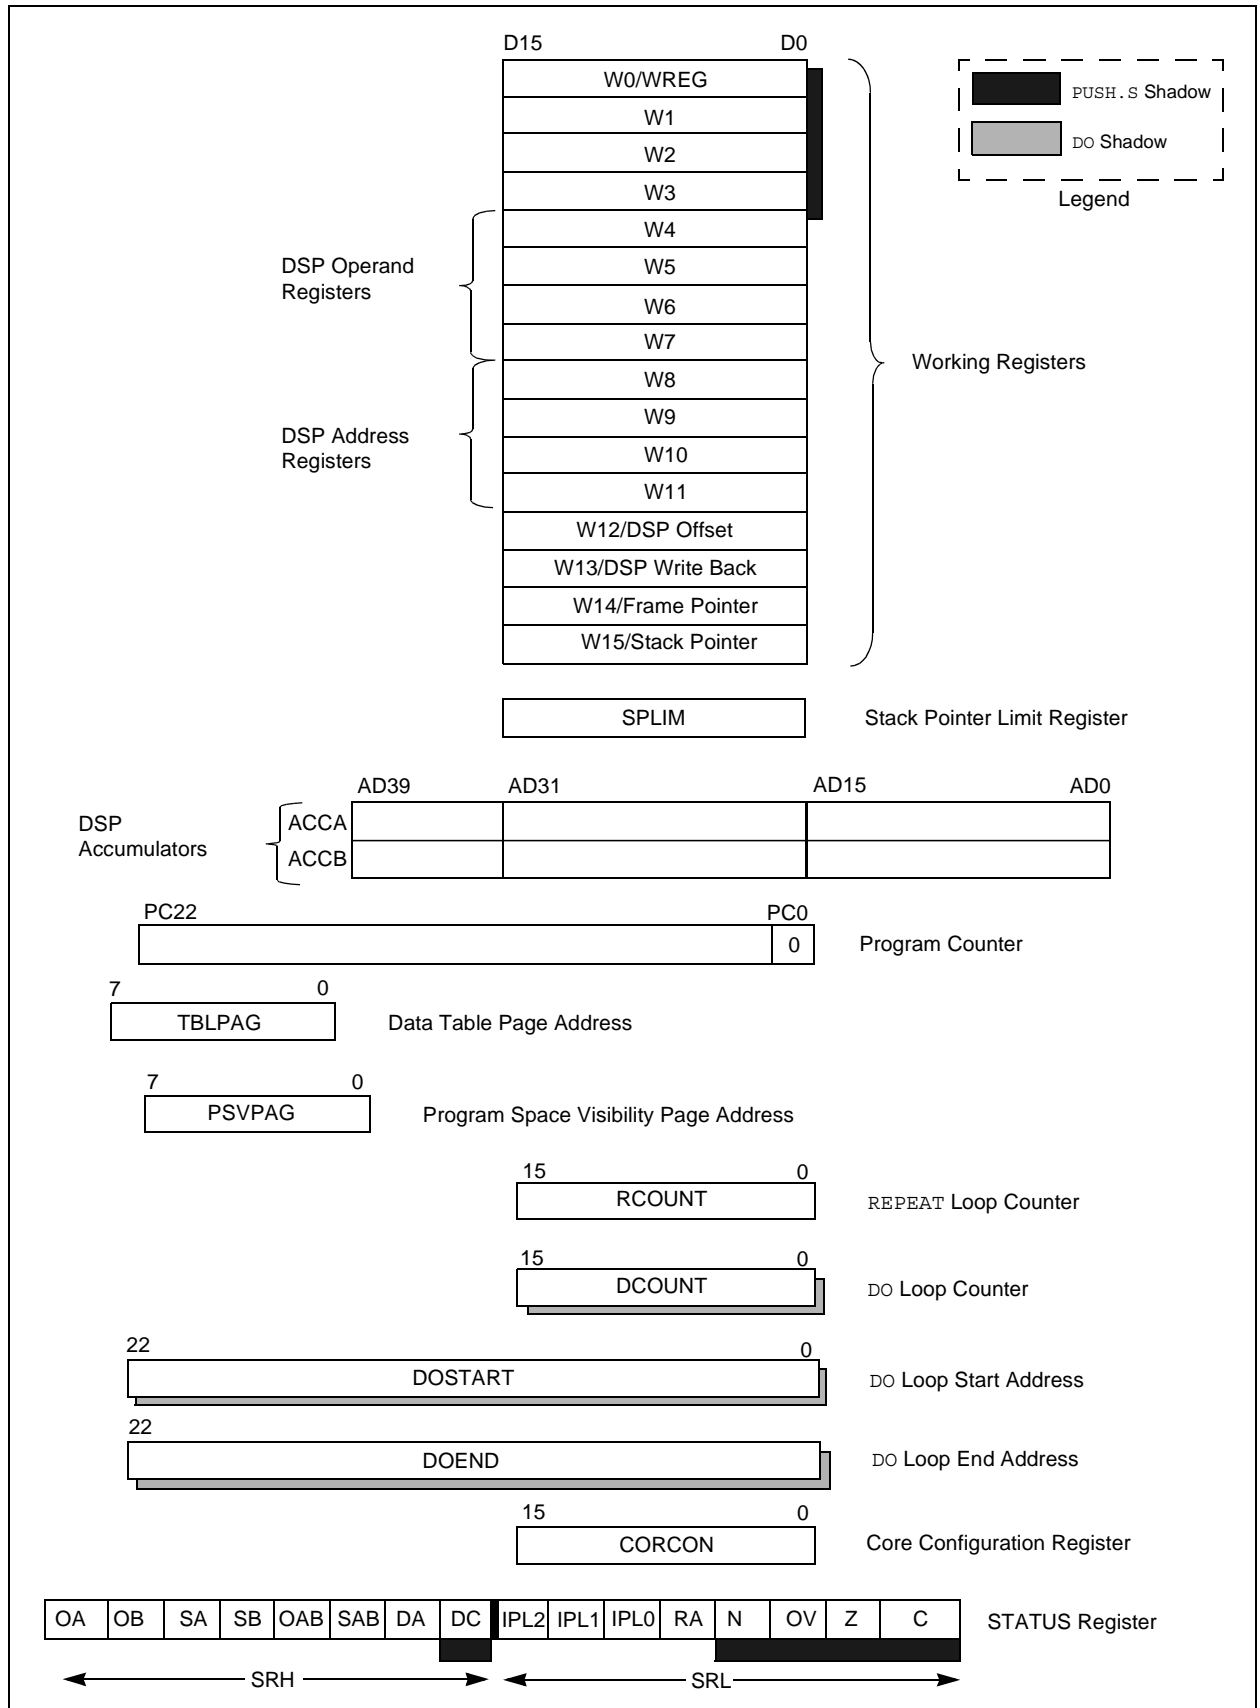 D15 D0
W0/WREG
PUSH.S Shadow
W1
DO Shadow
W2
W3
Legend
W4
DSP Operand
Registers
W5
W6
W7
Working Registers
W8
W9
DSP Address
Registers
W10
W11
W12/DSP Offset
W13/DSP Write Back
W14/Frame Pointer
W15/Stack Pointer
SPLIM Stack Pointer Limit Register
AD39 AD31 AD15 AD0
DSP
Accumulators
ACCA
ACCB
PC22 PC0
0 Program Counter
7 0
TBLPAG Data Table Page Address
7 0
PSVPAG Program Space Visibility Page Address
15 0
RCOUNT REPEAT Loop Counter
15 0
DCOUNT DO Loop Counter
22 0
DOSTART DO Loop Start Address
22
DOEND DO Loop End Address
15 0
CORCON Core Configuration Register
OA OB SA SB OAB SAB DA DC IPL2 IPL1 IPL0 RA N OV Z C STATUS Register
SRH SRL